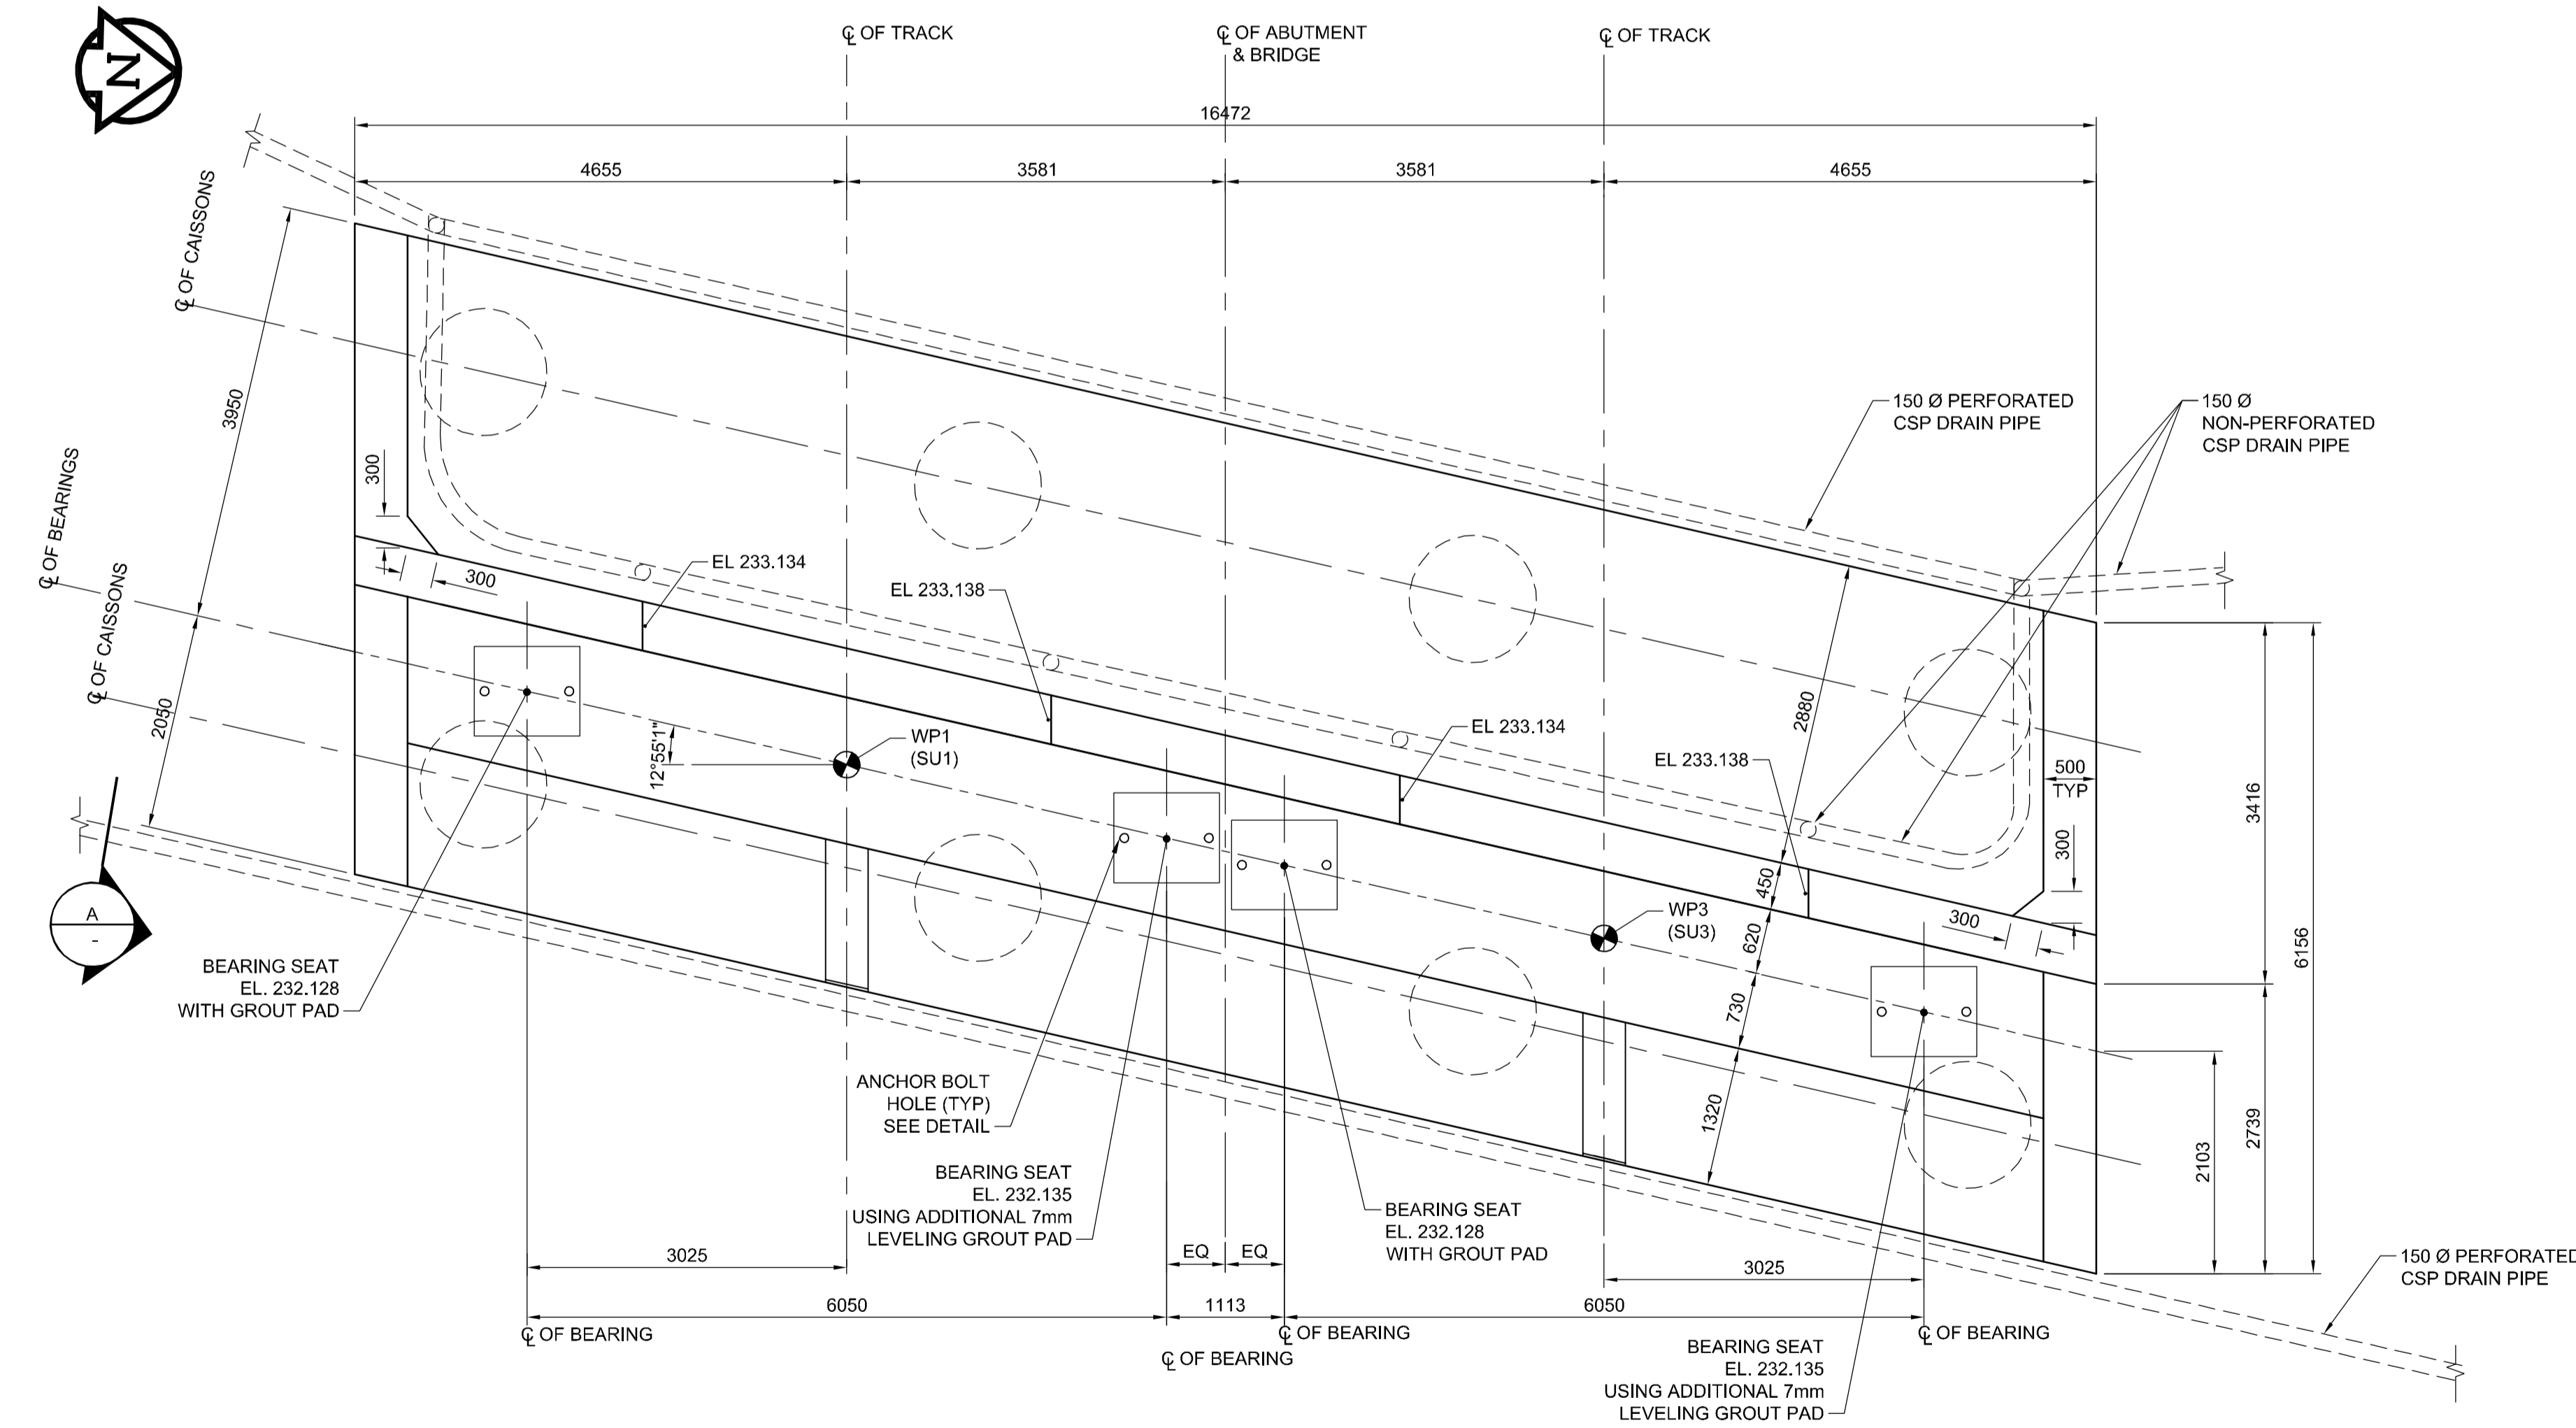 N
℄ OF TRACK
℄ OF ABUTMENT
& BRIDGE
℄ OF TRACK
16472
4655
3581
3581
4655
℄ OF CAISSONS
3950
℄ OF BEARINGS
℄ OF CAISSONS
2050
300
300
EL 233.134
EL 233.138
EL 233.134
EL 233.138
150 Ø PERFORATED
CSP DRAIN PIPE
150 Ø
NON-PERFORATED
CSP DRAIN PIPE
2880
450
620
730
1320
500
TYP
300
300
3416
6156
2739
2103
12°55'1"
WP1
(SU1)
WP3
(SU3)
A
-
BEARING SEAT
EL. 232.128
WITH GROUT PAD
ANCHOR BOLT
HOLE (TYP)
SEE DETAIL
BEARING SEAT
EL. 232.135
USING ADDITIONAL 7mm
LEVELING GROUT PAD
BEARING SEAT
EL. 232.128
WITH GROUT PAD
150 Ø PERFORATED
CSP DRAIN PIPE
3025
EQ
EQ
3025
6050
1113
6050
℄ OF BEARING
℄ OF BEARING
℄ OF BEARING
℄ OF BEARING
BEARING SEAT
EL. 232.135
USING ADDITIONAL 7mm
LEVELING GROUT PAD